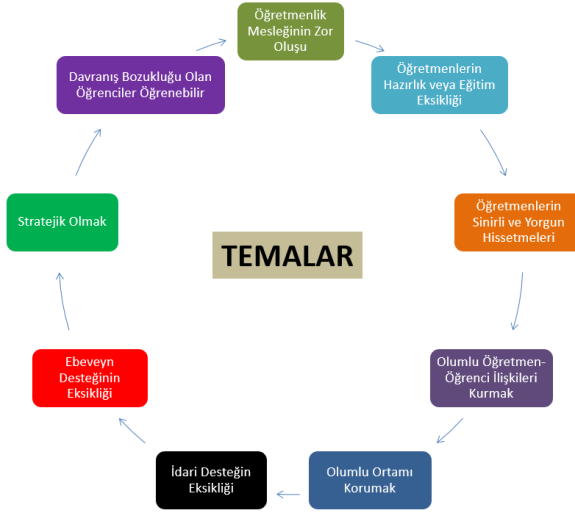 Öğretmenlik
Mesleğinin Zor
Oluşu
Öğretmenlerin
Hazırlık veya Eğitim
Eksikliği
Öğretmenlerin
Sinirli ve Yorgun
Hissetmeleri
Olumlu Öğretmen-
Öğrenci İlişkileri
Kurmak
Olumlu Ortamı
Korumak
İdari Desteğin
Eksikliği
Ebeveyn
Desteğinin
Eksikliği
Stratejik Olmak
Davranış Bozukluğu Olan
Öğrenciler Öğrenebilir
TEMALAR